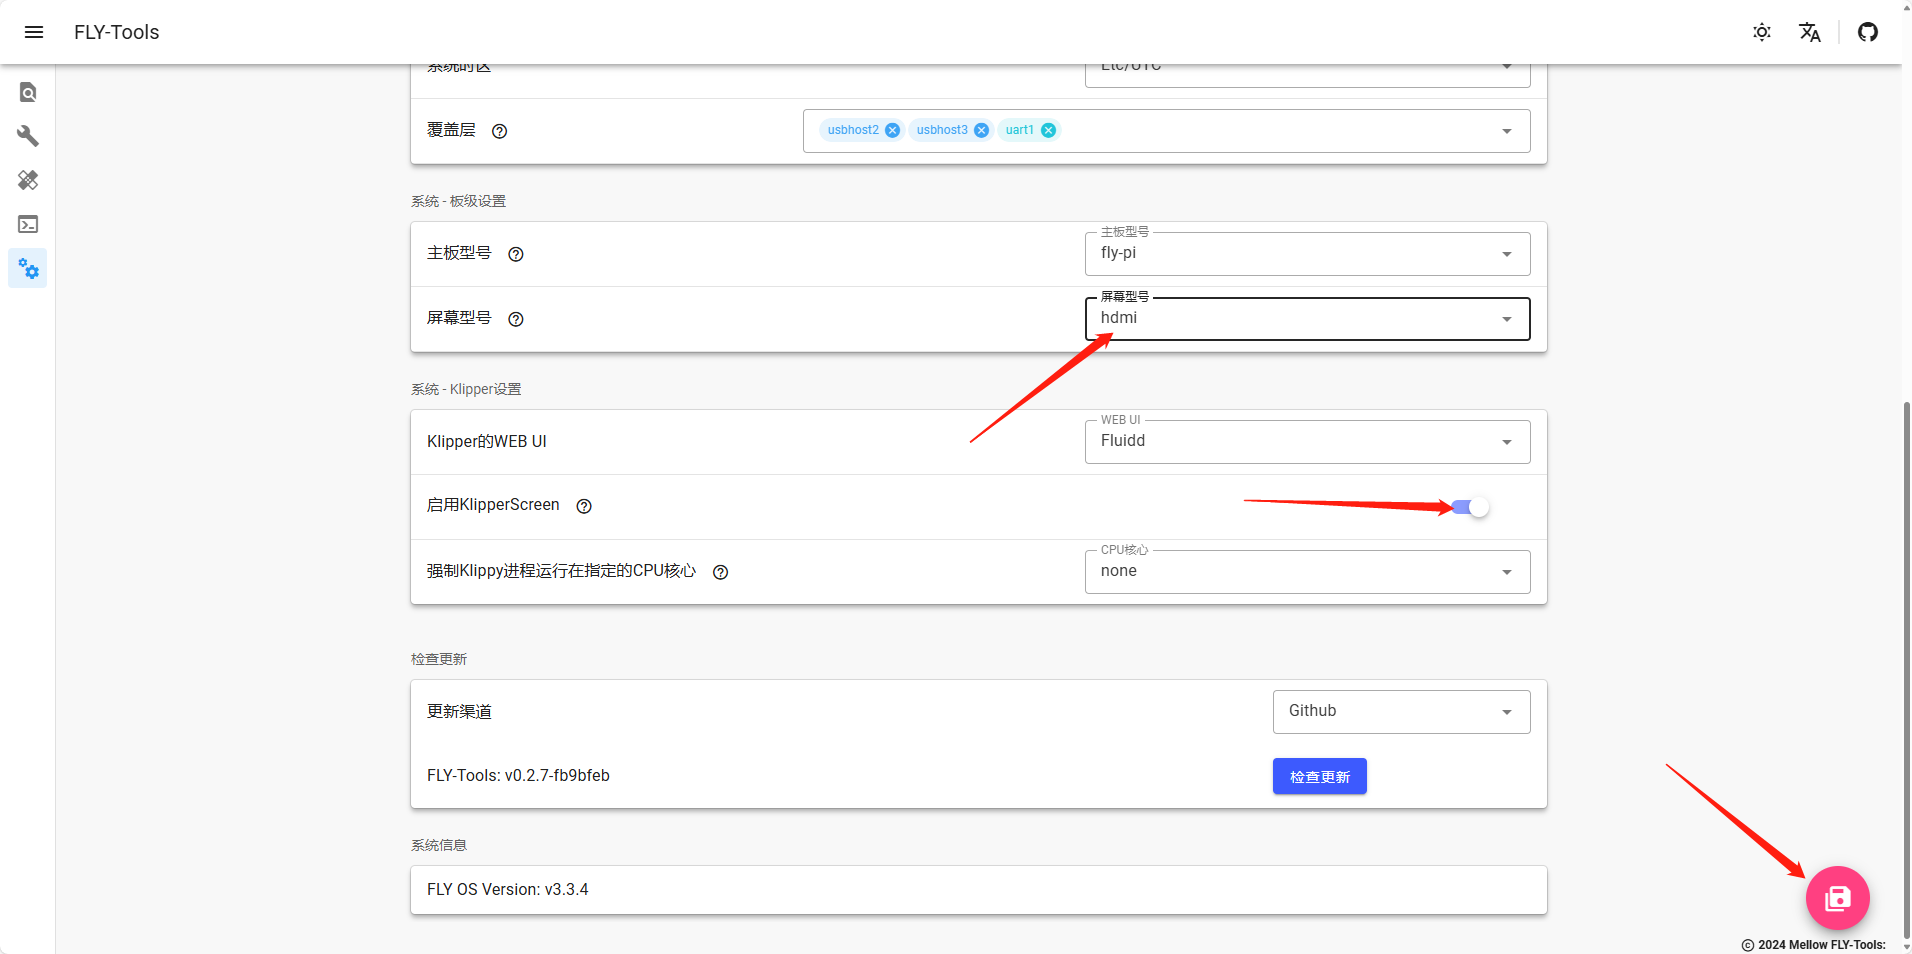 FLY-Tools
系统时区
Etc/UTC
覆盖层
usbhost2 usbhost3 uart1
系统 - 板级设置
主板型号
主板型号
fly-pi
屏幕型号
屏幕型号
hdmi
系统 - Klipper设置
Klipper的WEB UI
WEB UI
Fluidd
启用KlipperScreen
强制Klippy进程运行在指定的CPU核心
CPU核心
none
检查更新
更新渠道
Github
FLY-Tools: v0.2.7-fb9bfeb
检查更新
系统信息
FLY OS Version: v3.3.4
© 2024 Mellow FLY-Tools: